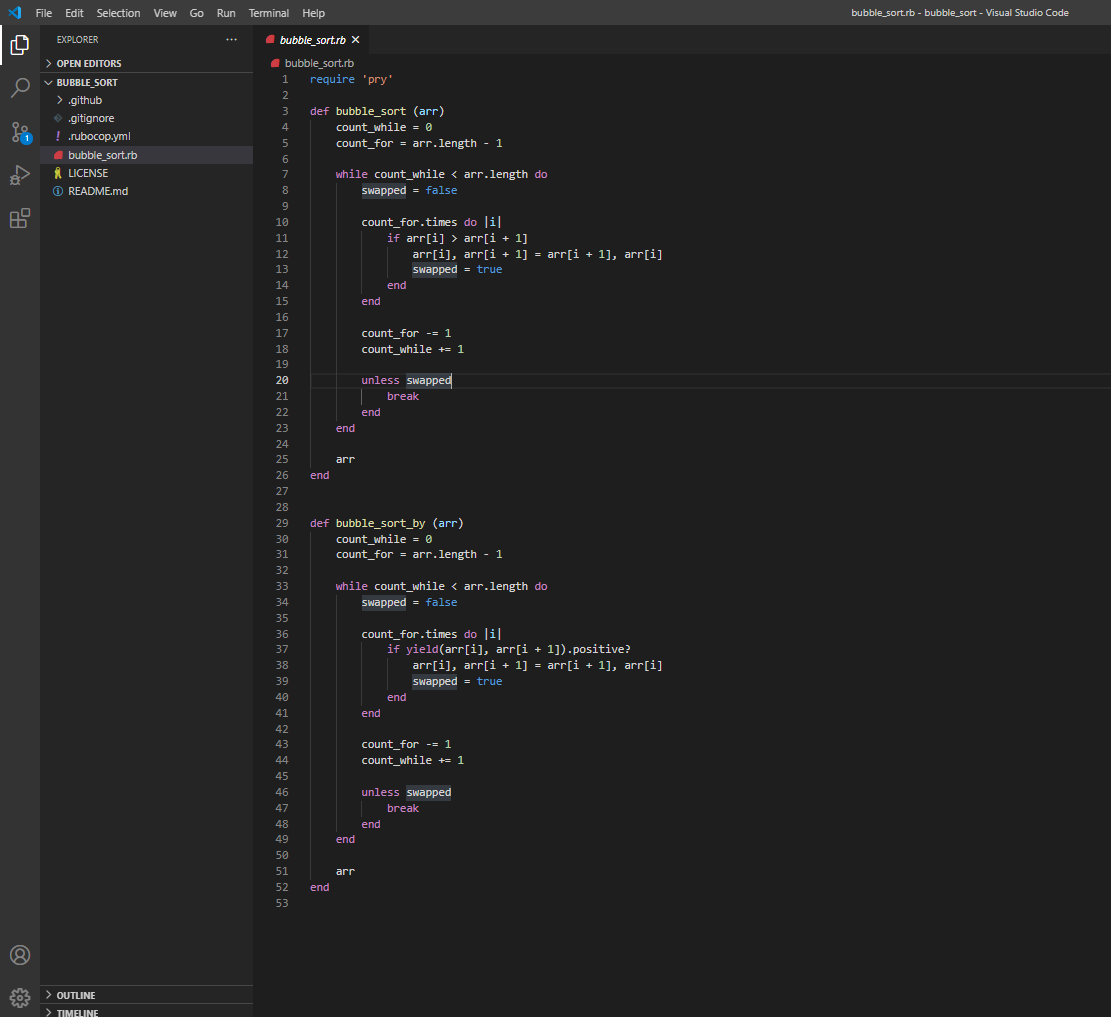 File Edit Selection View Go Run Terminal Help
bubble_sort.rb - bubble_sort - Visual Studio Code
EXPLORER
OPEN EDITORS
BUBBLE_SORT
.github
.gitignore
! .rubocop.yml
bubble_sort.rb
LICENSE
README.md
1
OUTLINE
TIMELINE
bubble_sort.rb
bubble_sort.rb
1 require 'pry'
2
3 def bubble_sort (arr)
4     count_while = 0
5     count_for = arr.length - 1
6
7     while count_while < arr.length do
8         swapped = false
9
10         count_for.times do |i|
11             if arr[i] > arr[i + 1]
12                 arr[i], arr[i + 1] = arr[i + 1], arr[i]
13                 swapped = true
14             end
15         end
16
17         count_for -= 1
18         count_while += 1
19
20         unless swapped
21             break
22         end
23     end
24
25     arr
26 end
27
28
29 def bubble_sort_by (arr)
30     count_while = 0
31     count_for = arr.length - 1
32
33     while count_while < arr.length do
34         swapped = false
35
36         count_for.times do |i|
37             if yield(arr[i], arr[i + 1]).positive?
38                 arr[i], arr[i + 1] = arr[i + 1], arr[i]
39                 swapped = true
40             end
41         end
42
43         count_for -= 1
44         count_while += 1
45
46         unless swapped
47             break
48         end
49     end
50
51     arr
52 end
53